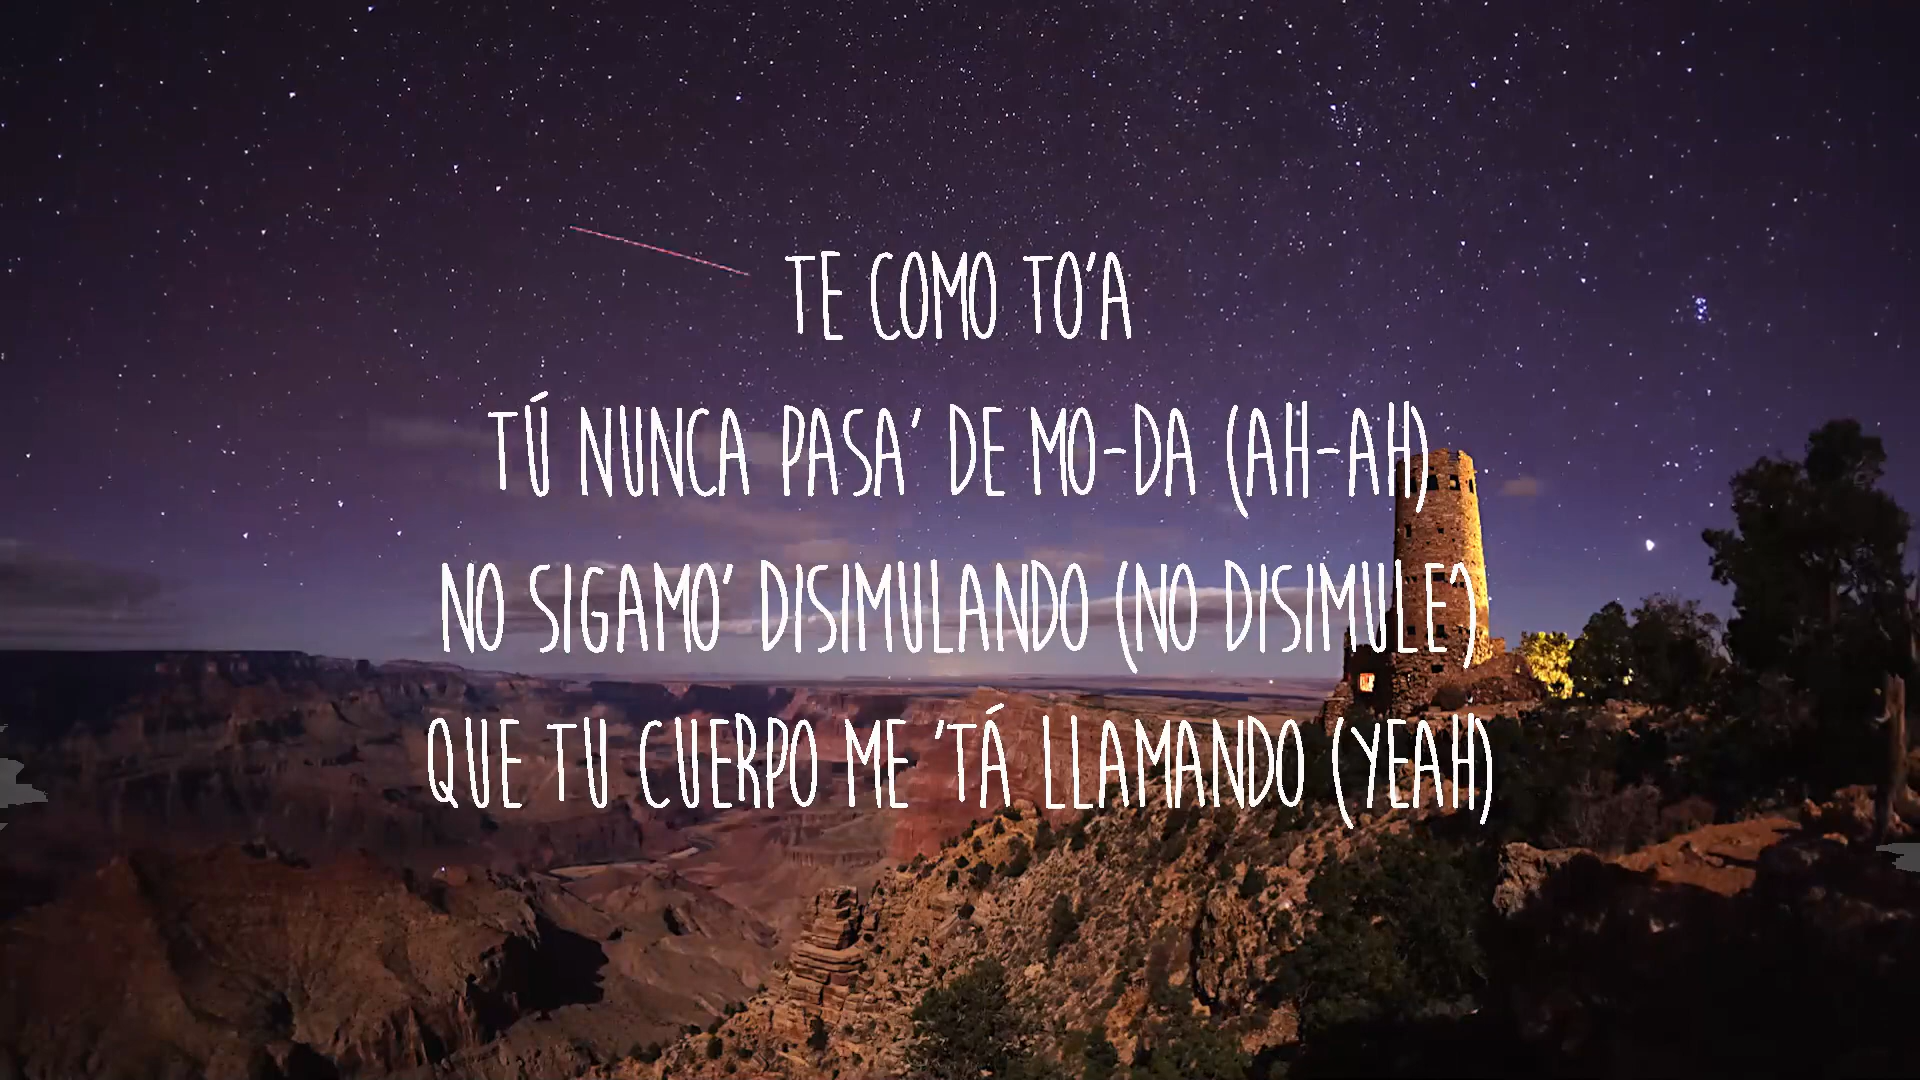 TE COMO TO'A
TÚ NUNCA PASA' DE MO-DA (AH-AH)
NO SIGAMO' DISIMULANDO (NO DISIMULE')
QUE TU CUERPO ME 'TÁ LLAMANDO (YEAH)